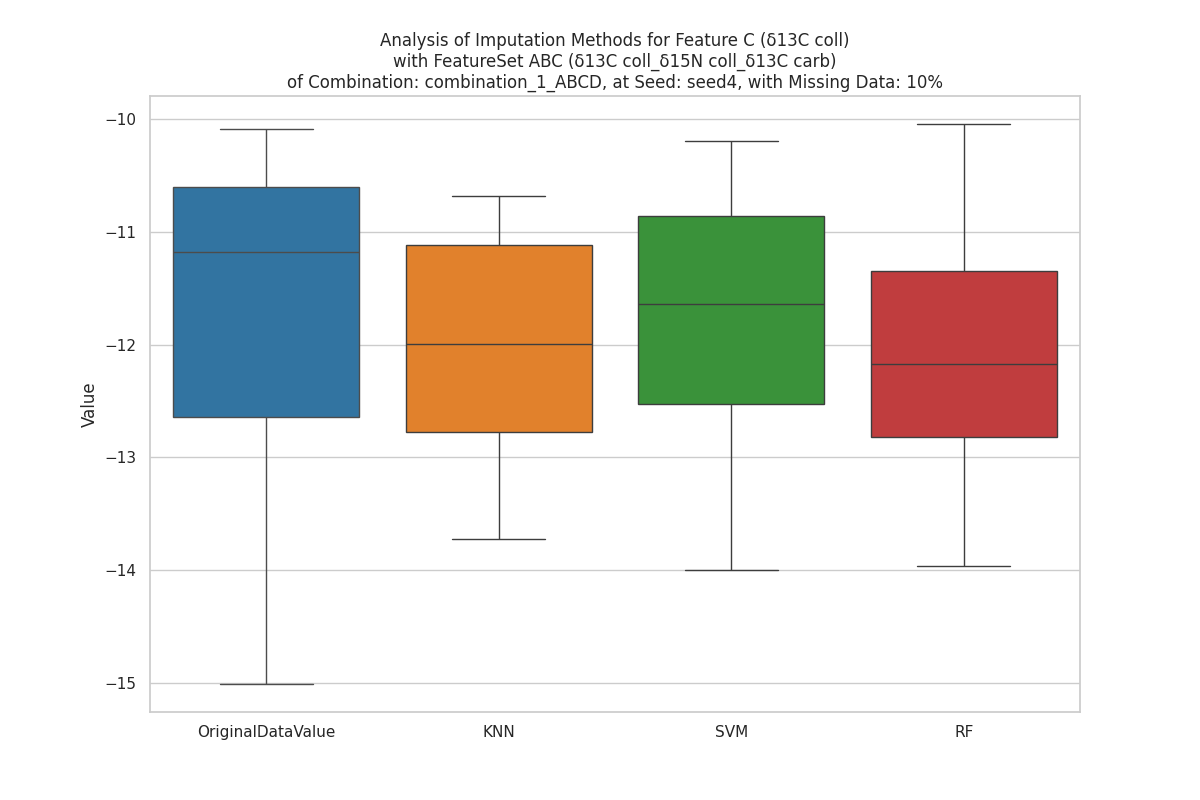 Analysis of Imputation Methods for Feature C (δ13C coll)
with FeatureSet ABC (δ13C coll_δ15N coll_δ13C carb)
of Combination: combination_1_ABCD, at Seed: seed4, with Missing Data: 10%
−10
−11
−12
−13
−14
−15
Value
OriginalDataValue
KNN
SVM
RF